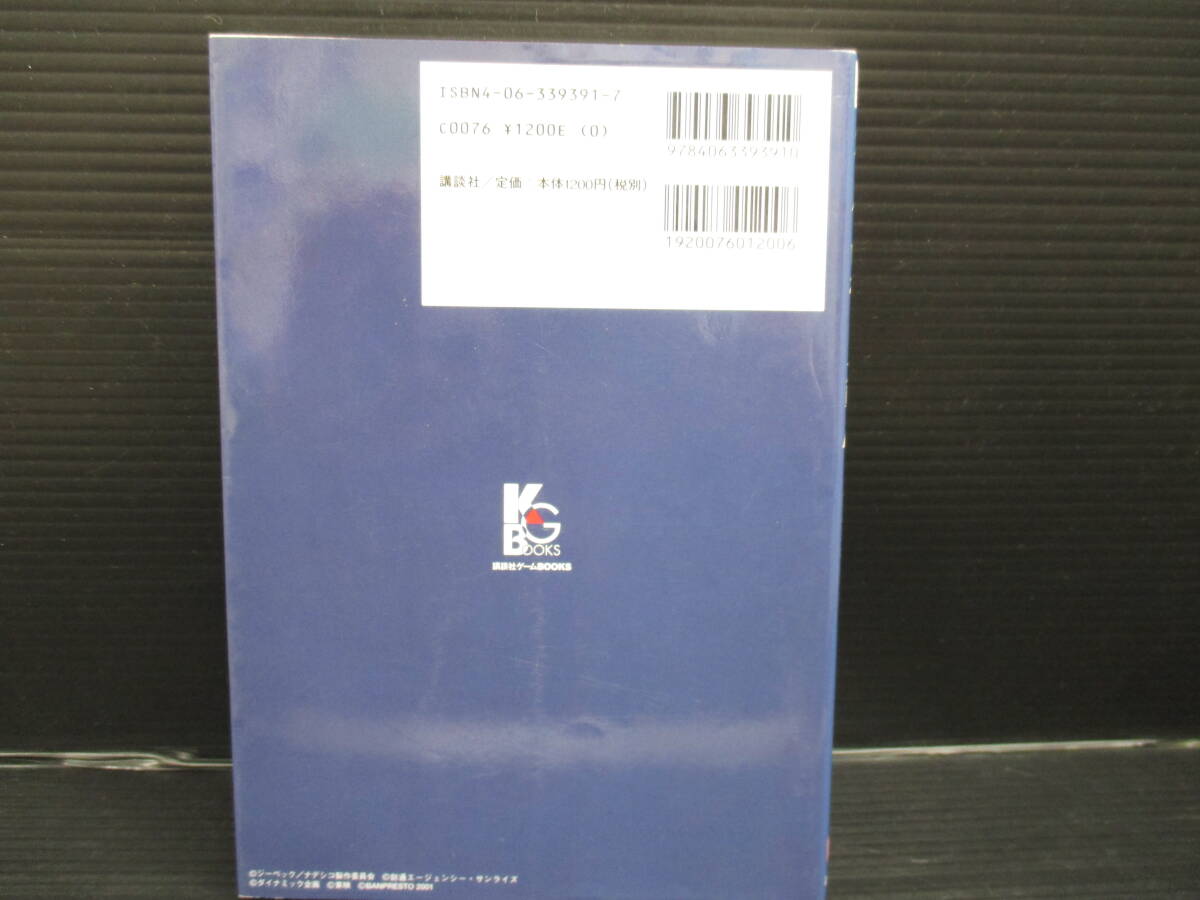 ISBN4-06-339391-7
C0076 ¥1200E (0)
講談社/定価 本体1200円(税別)
9784063393910
1920076012006
KG
BOOKS
講談社ゲームBOOKS
©ジーベック/ナデシコ製作委員会 ©創通エージェンシー・サンライズ
©ダイナミック企画 ©東映 ©BANPRESTO 2001